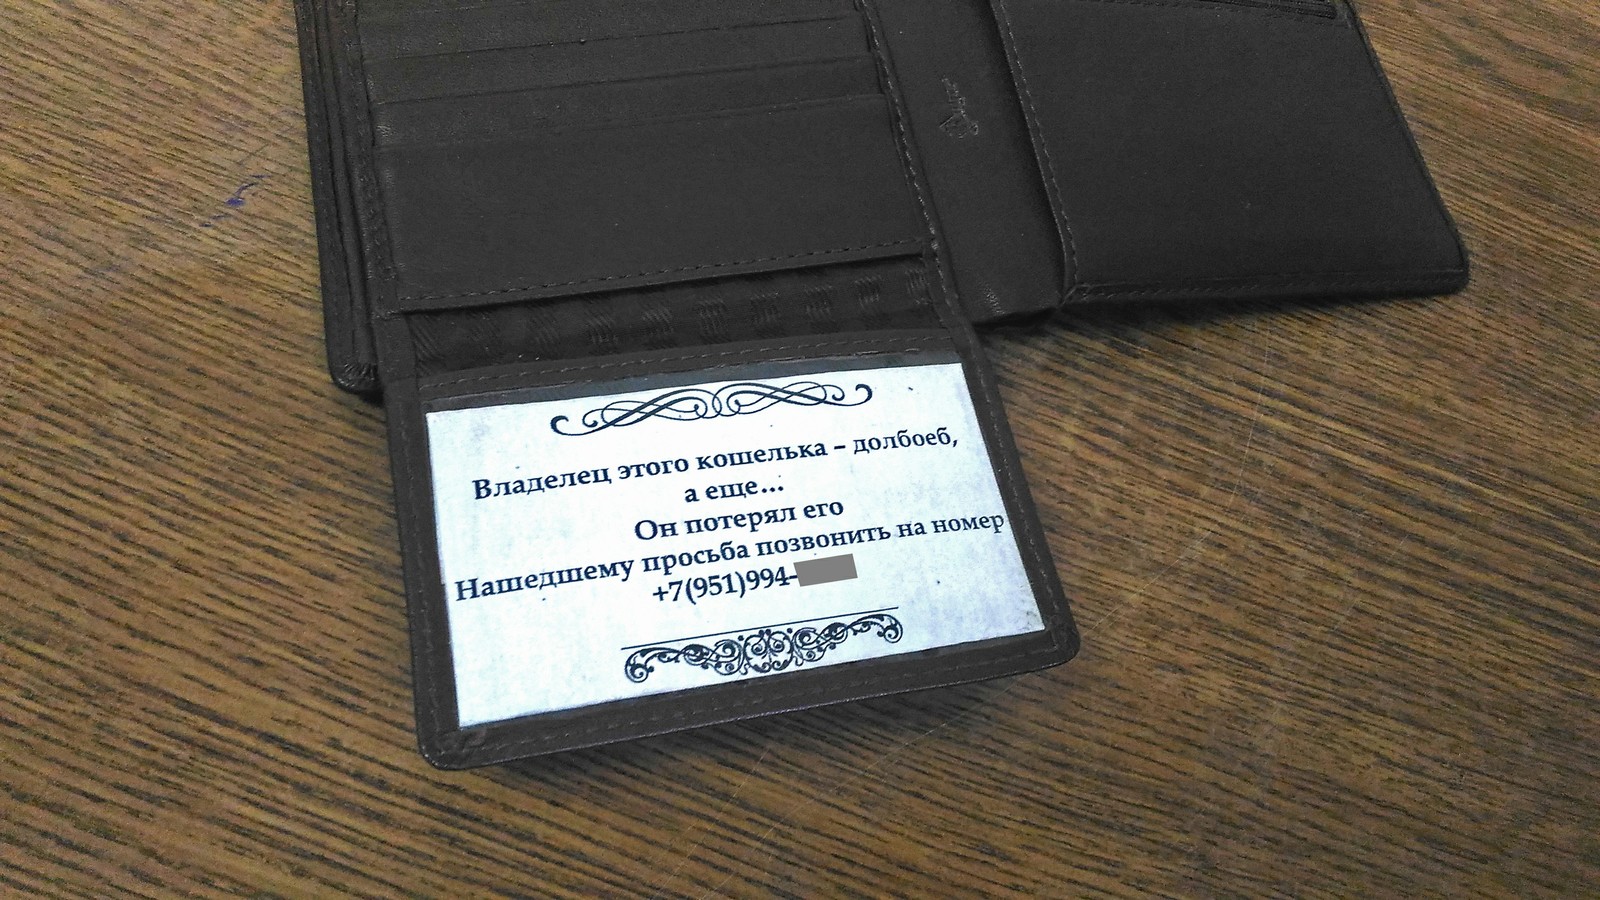 Владелец этого кошелька – долбоеб,
а еще...
Он потерял его
Нашедшему просьба позвонить на номер
+7(951)994-